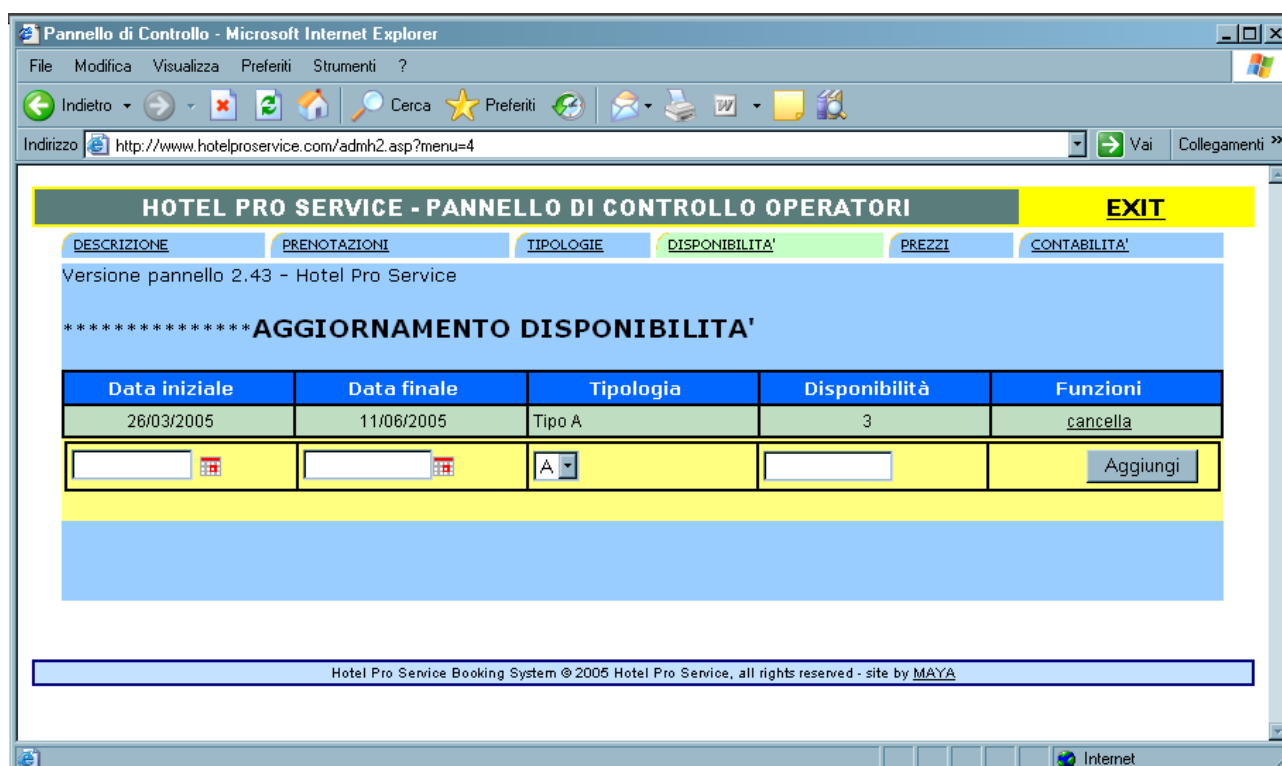 Pannello di Controllo - Microsoft Internet Explorer
File Modifica Visualizza Preferiti Strumenti ?
Indietro Cerca Preferiti
Indirizzo http://www.hotelproservice.com/admh2.asp?menu=4 Vai Collegamenti »
HOTEL PRO SERVICE - PANNELLO DI CONTROLLO OPERATORI EXIT
DESCRIZIONE PRENOTAZIONI TIPOLOGIE DISPONIBILITA' PREZZI CONTABILITA'
Versione pannello 2.43 - Hotel Pro Service
***************AGGIORNAMENTO DISPONIBILITA'
Data iniziale Data finale Tipologia Disponibilità Funzioni
26/03/2005 11/06/2005 Tipo A 3 cancella
A Aggiungi
Hotel Pro Service Booking System © 2005 Hotel Pro Service, all rights reserved - site by MAYA
Internet